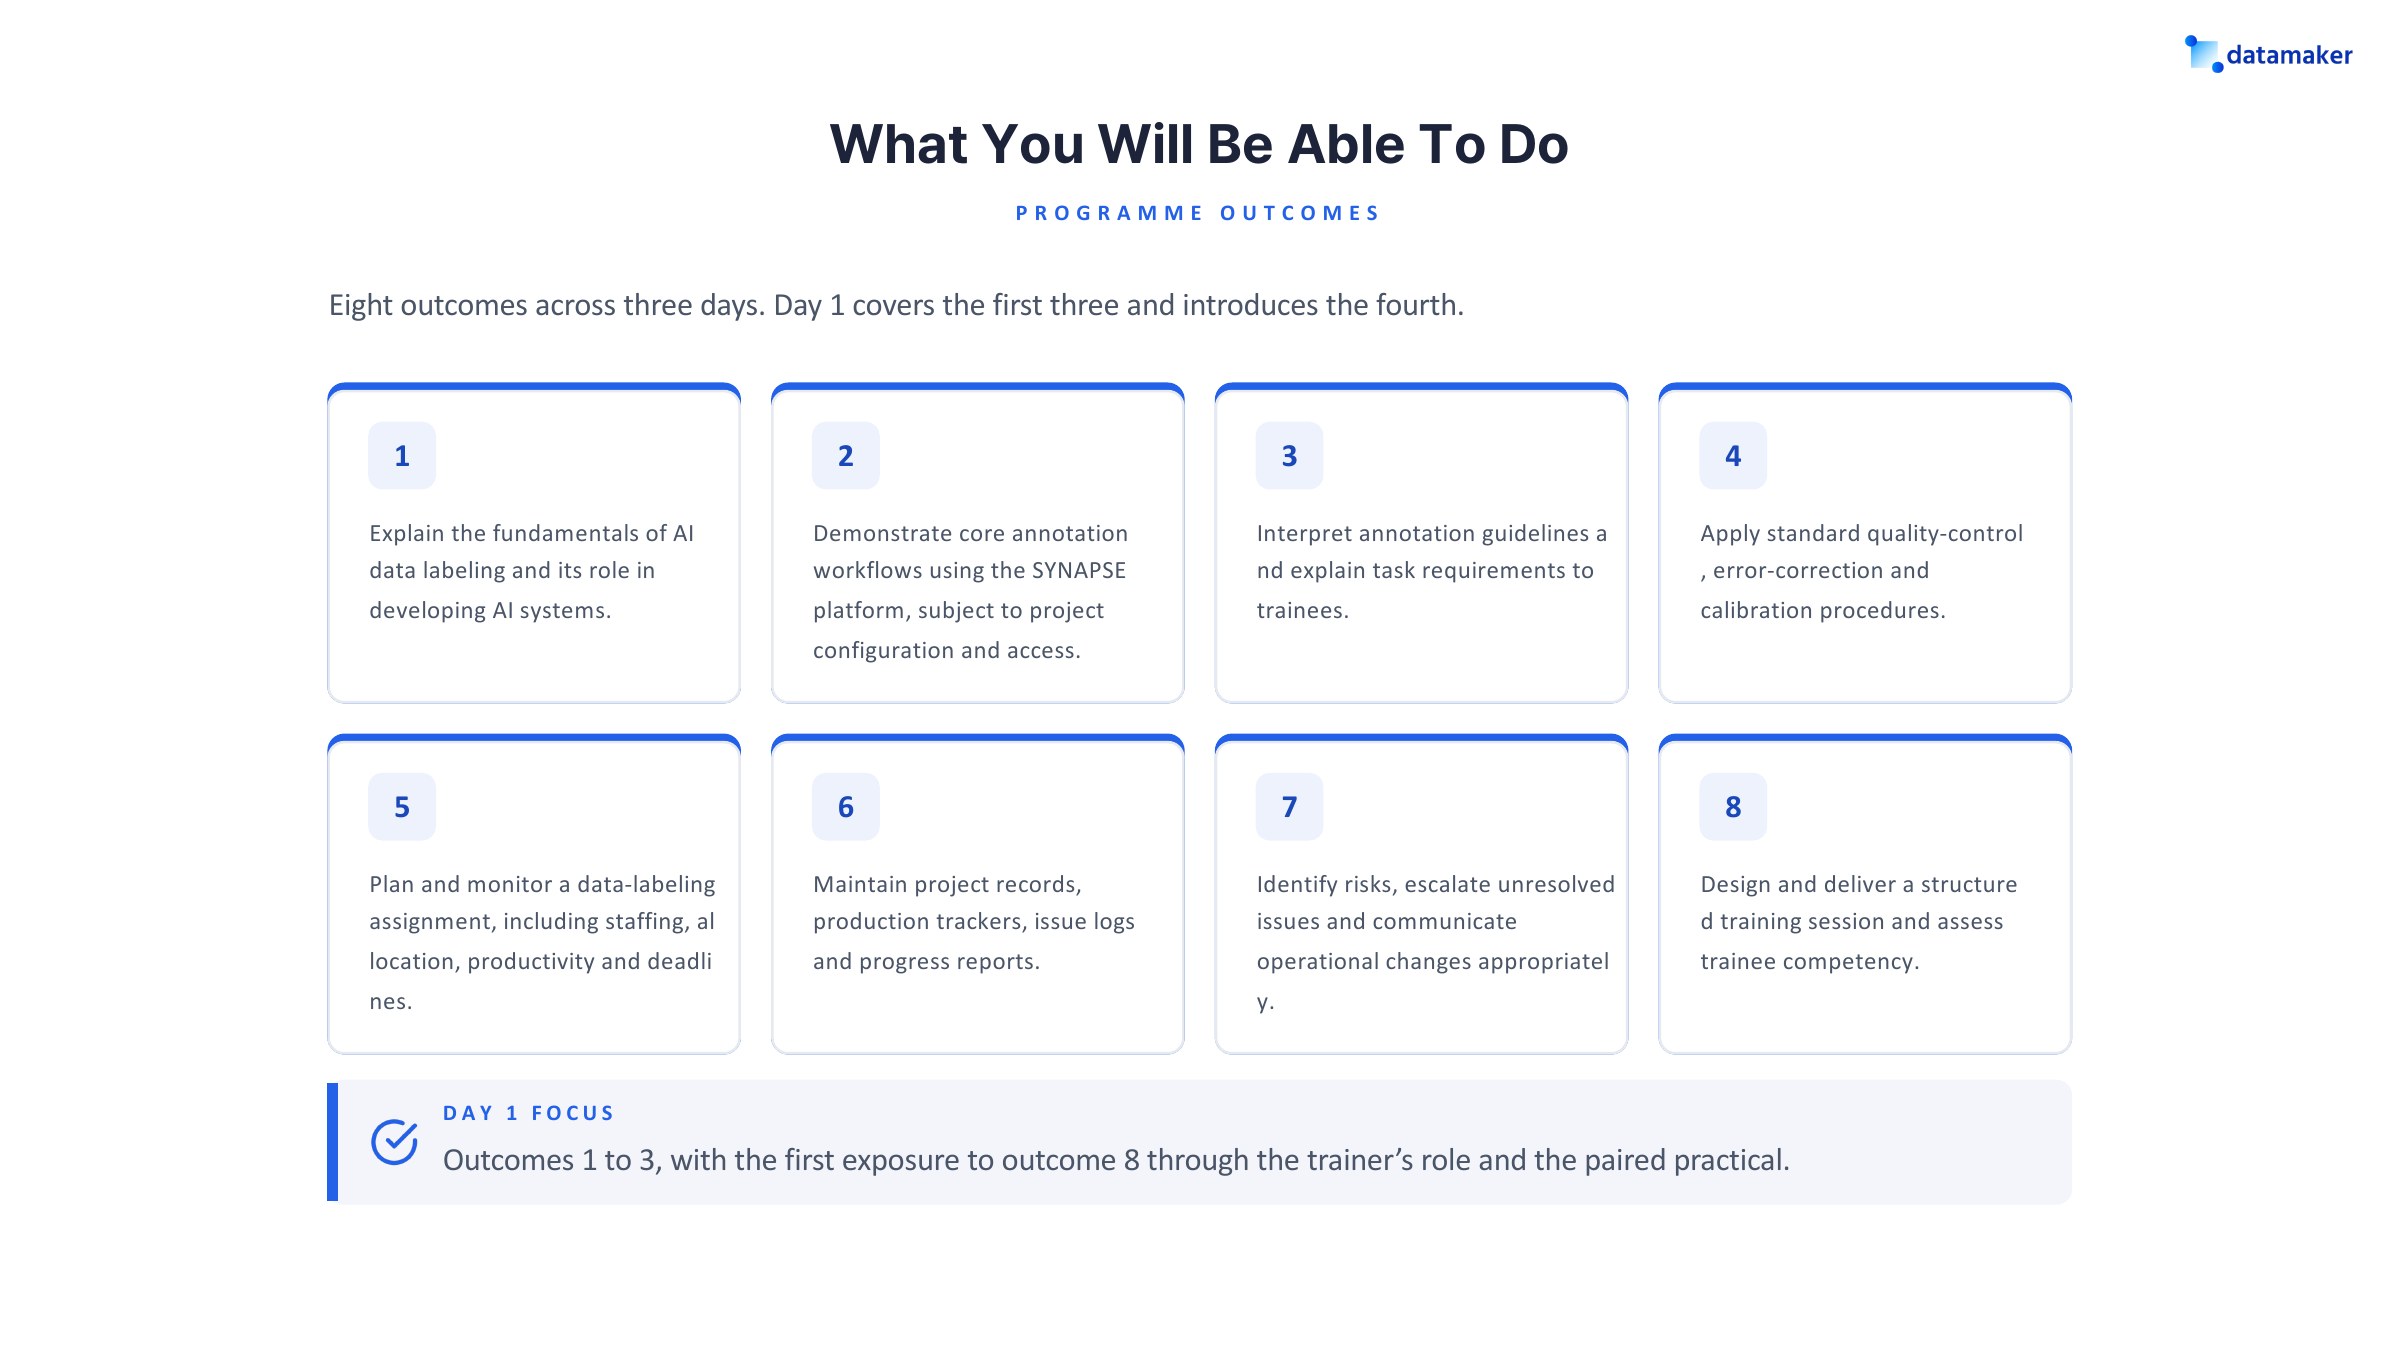 datamaker
What You Will Be Able To Do
PROGRAMME OUTCOMES
Eight outcomes across three days. Day 1 covers the first three and introduces the fourth.
1
Explain the fundamentals of AI
data labeling and its role in
developing AI systems.
2
Demonstrate core annotation
workflows using the SYNAPSE
platform, subject to project
configuration and access.
3
Interpret annotation guidelines a
nd explain task requirements to
trainees.
4
Apply standard quality-control
, error-correction and
calibration procedures.
5
Plan and monitor a data-labeling
assignment, including staffing, al
location, productivity and deadli
nes.
6
Maintain project records,
production trackers, issue logs
and progress reports.
7
Identify risks, escalate unresolved
issues and communicate
operational changes appropriatel
y.
8
Design and deliver a structure
d training session and assess
trainee competency.
DAY 1 FOCUS
Outcomes 1 to 3, with the first exposure to outcome 8 through the trainer’s role and the paired practical.